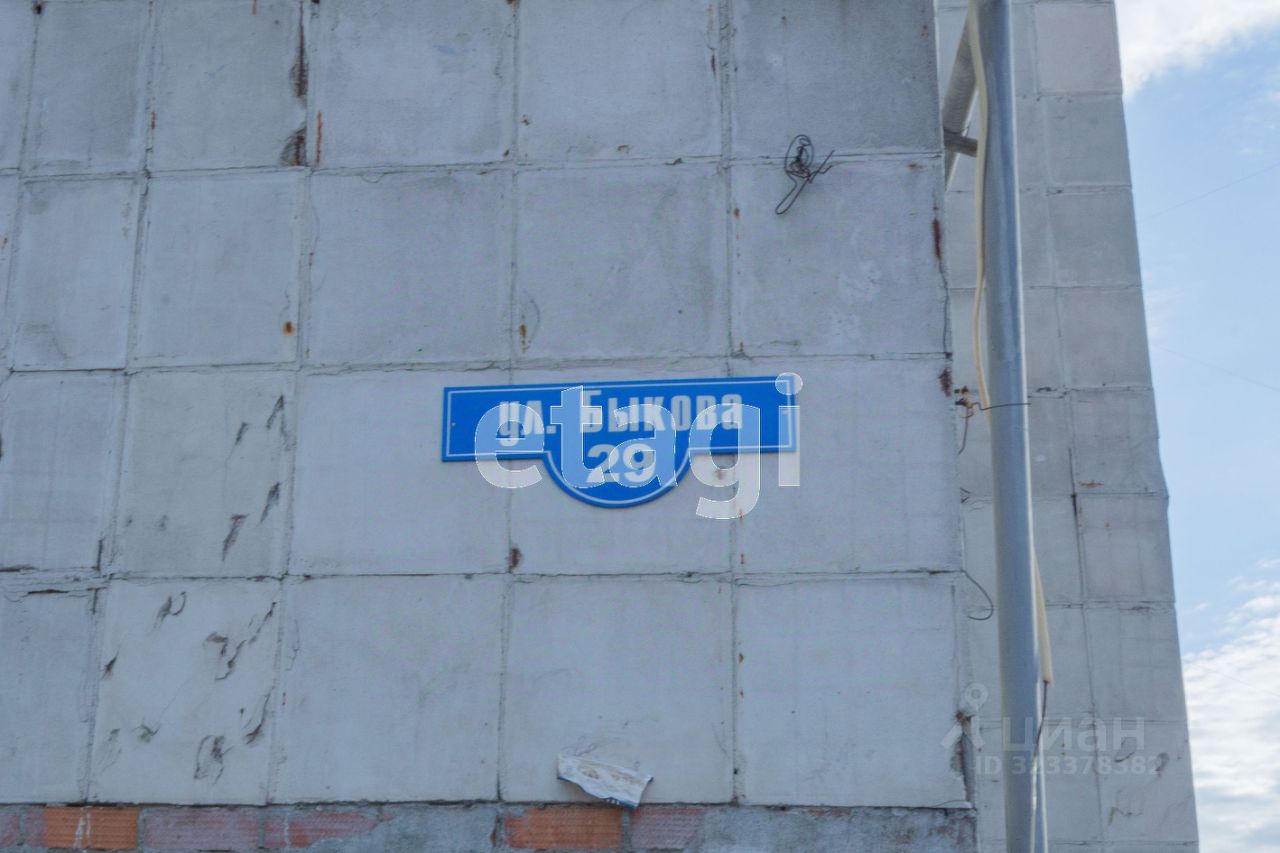 ул. Быкова
29
etagi
циан
ID 323378382